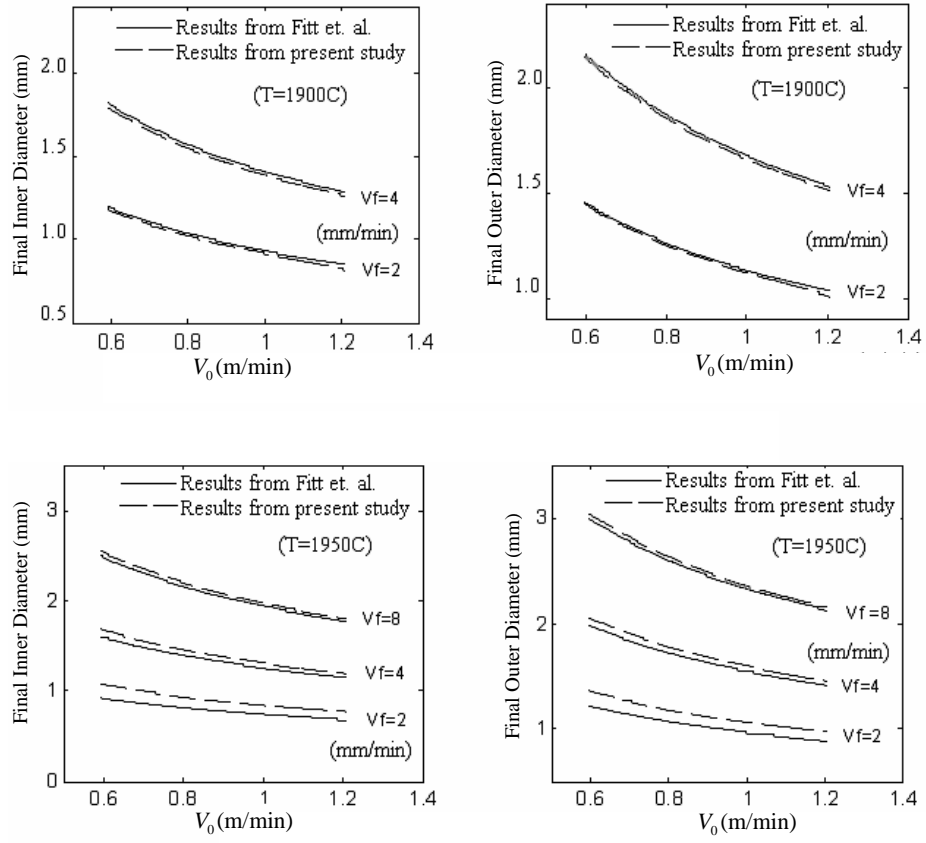 Results from Fitt et. al.
Results from present study
(T=1900C)
Vf=4
(mm/min)
Vf=2
2.0
1.5
1.0
0.5
0.6
0.8
1
1.2
1.4
Final Inner Diameter (mm)
V0(m/min)
Results from Fitt et. al.
Results from present study
(T=1900C)
Vf=4
(mm/min)
Vf=2
2.0
1.5
1.0
0.6
0.8
1
1.2
1.4
Final Outer Diameter (mm)
V0(m/min)
Results from Fitt et. al.
Results from present study
(T=1950C)
Vf=8
Vf=4
Vf=2
(mm/min)
3
2
1
0
0.6
0.8
1
1.2
1.4
Final Inner Diameter (mm)
V0(m/min)
Results from Fitt et. al.
Results from present study
(T=1950C)
Vf=8
(mm/min)
Vf=4
Vf=2
3
2
1
0.6
0.8
1
1.2
1.4
Final Outer Diameter (mm)
V0(m/min)